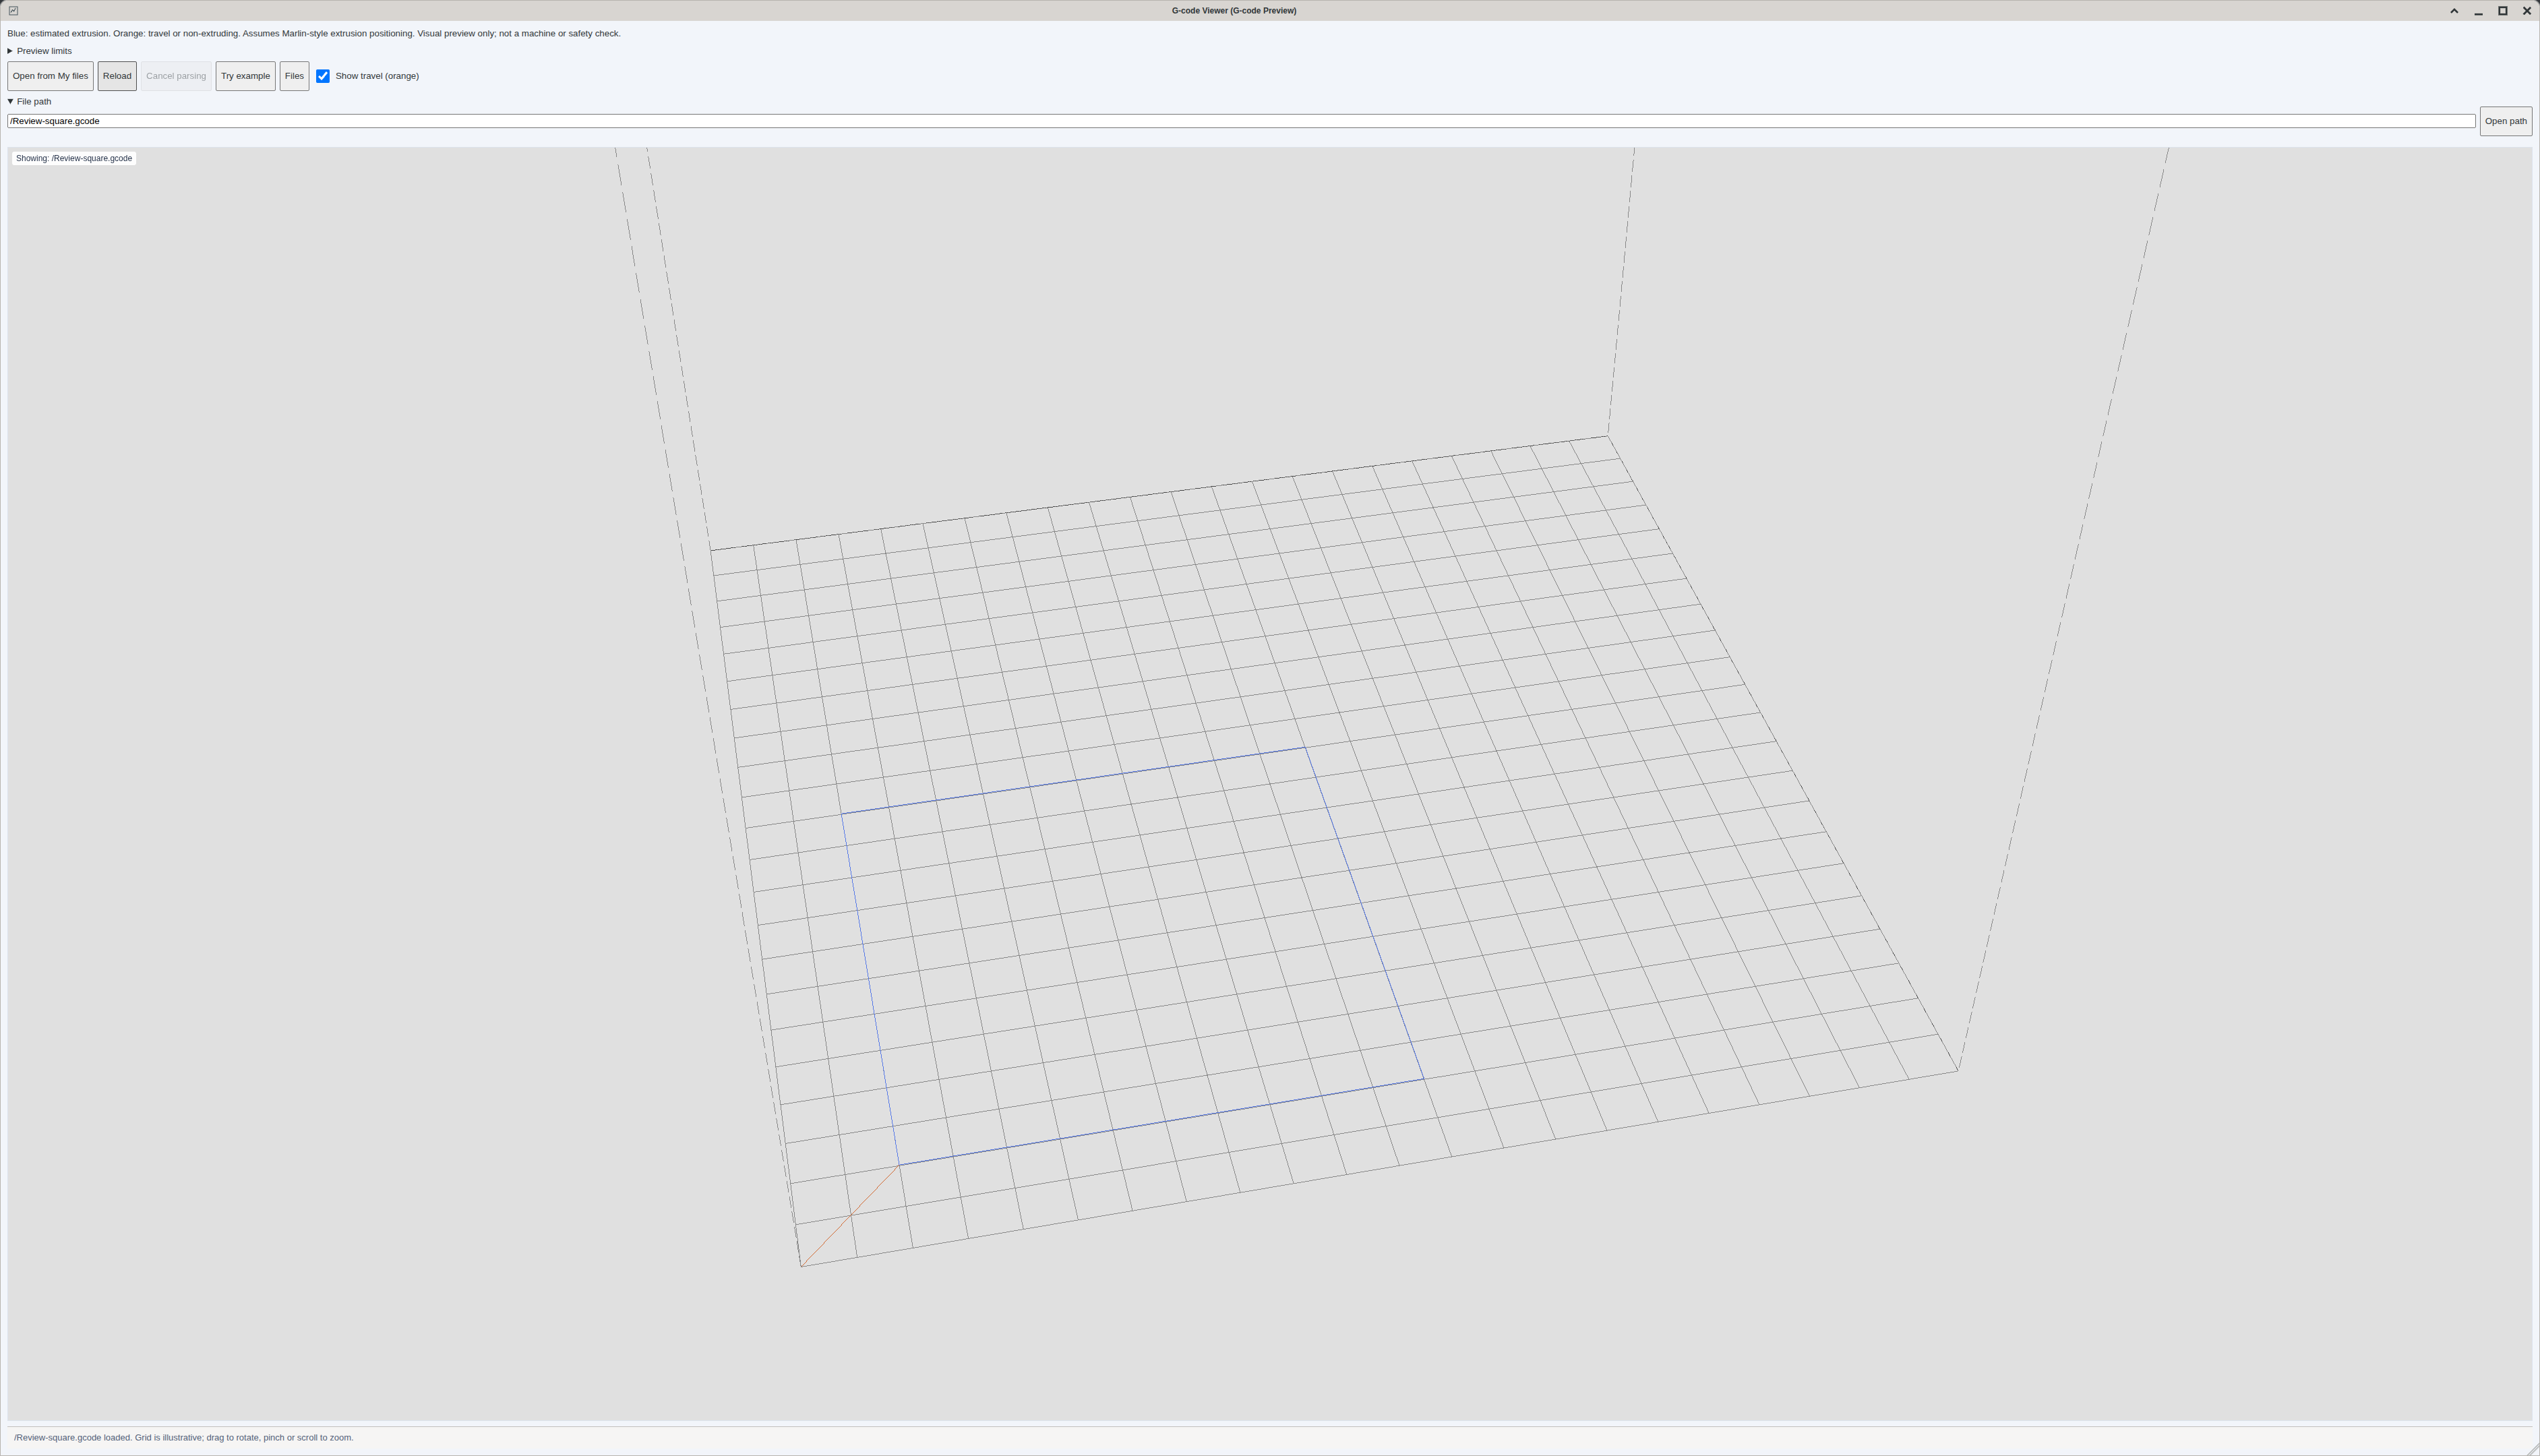 G-code Viewer (G-code Preview)
Blue: estimated extrusion. Orange: travel or non-extruding. Assumes Marlin-style extrusion positioning. Visual preview only; not a machine or safety check.
Preview limits
Open from My files Reload Cancel parsing Try example Files Show travel (orange)
File path
/Review-square.gcode Open path
Showing: /Review-square.gcode
/Review-square.gcode loaded. Grid is illustrative; drag to rotate, pinch or scroll to zoom.